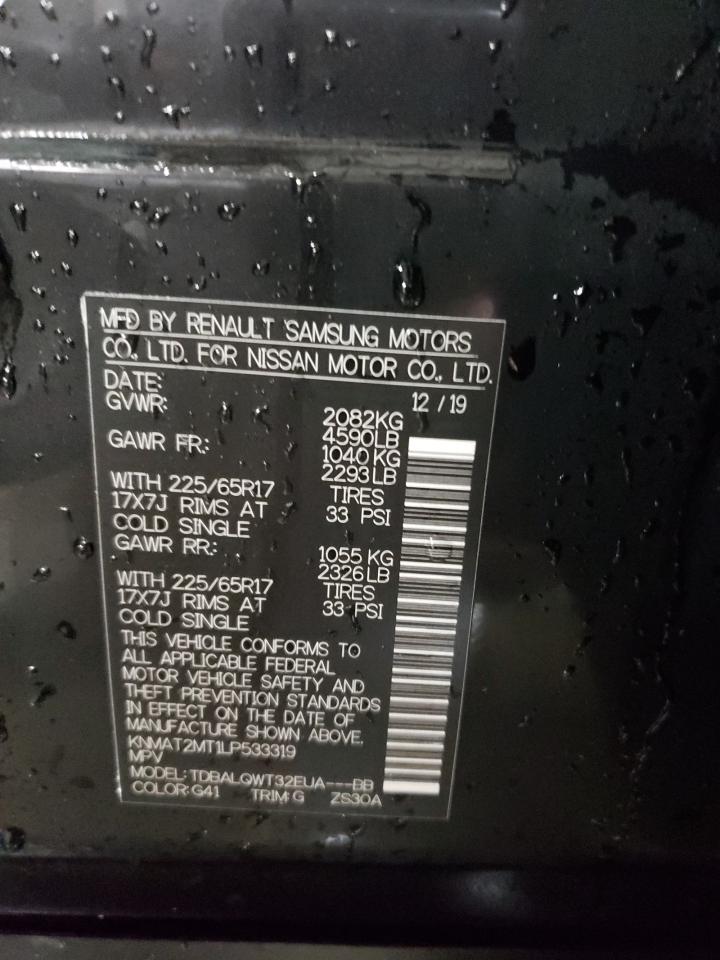 MFD BY RENAULT SAMSUNG MOTORS
CO., LTD. FOR NISSAN MOTOR CO., LTD.
DATE: 12 / 19
GVWR: 2082KG
4590LB
GAWR FR.: 1040KG
2293LB
WITH 225/65R17 TIRES
17X7J RIMS AT 33 PSI
COLD SINGLE
GAWR RR.: 1055KG
2326LB
WITH 225/65R17 TIRES
17X7J RIMS AT 33 PSI
COLD SINGLE
THIS VEHICLE CONFORMS TO
ALL APPLICABLE FEDERAL
MOTOR VEHICLE SAFETY AND
THEFT PREVENTION STANDARDS
IN EFFECT ON THE DATE OF
MANUFACTURE SHOWN ABOVE.
KNMAT2MT1LP533319
MPV
MODEL: TDBALQWT32EUA---BB
COLOR: G41 TRIM: G ZS30A